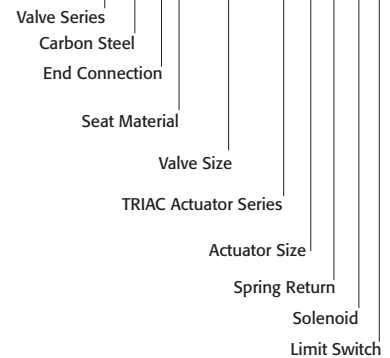 Valve Series
Carbon Steel
End Connection
Seat Material
Valve Size
TRIAC Actuator Series
Actuator Size
Spring Return
Solenoid
Limit Switch